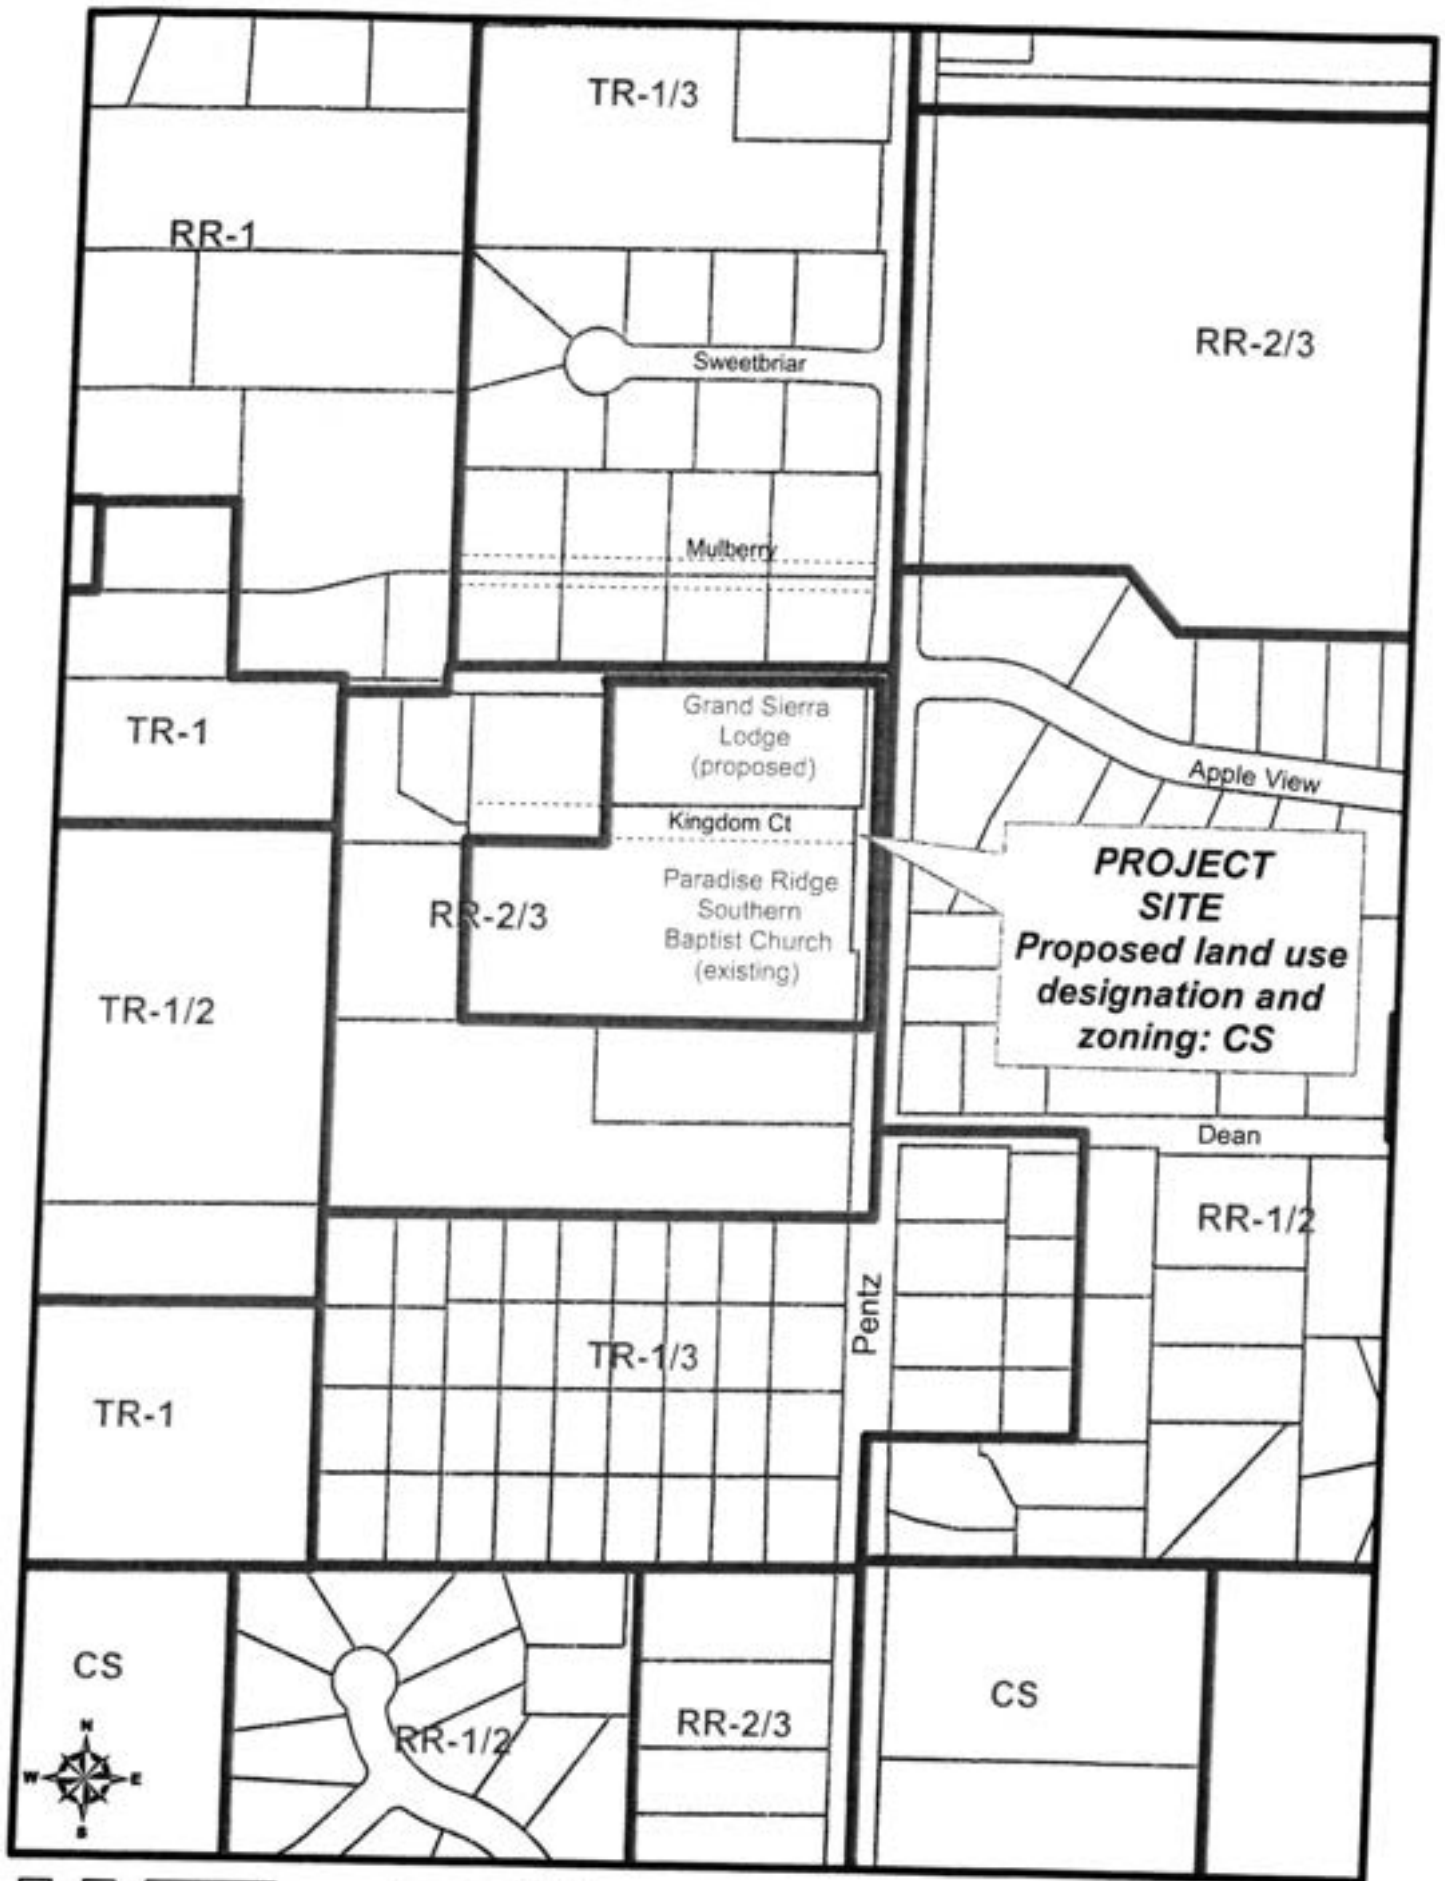 TR-1/3
RR-1
RR-2/3
Sweetbriar
Mulberry
TR-1
Grand Sierra
Lodge
(proposed)
Apple View
Kingdom Ct
PROJECT
SITE
Proposed land use
designation and
zoning: CS
Paradise Ridge
Southern
Baptist Church
(existing)
RR-2/3
TR-1/2
Dean
RR-1/2
Pentz
TR-1/3
TR-1
CS
CS
RR-2/3
RR-1/2
N
W E
S